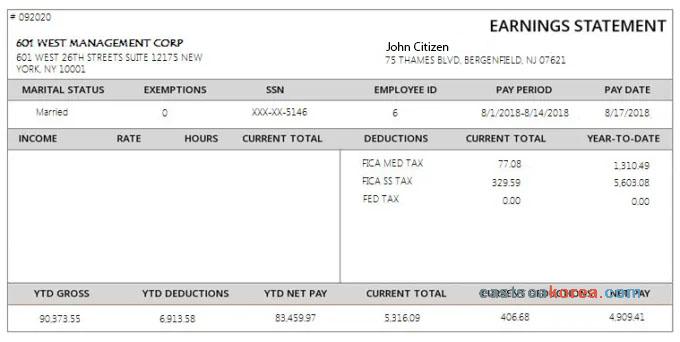 # 092020
EARNINGS STATEMENT
601 WEST MANAGEMENT CORP
601 WEST 26TH STREETS SUITE 12175 NEW
YORK, NY 10001
John Citizen
75 THAMES BLVD, BERGENFIELD, NJ 07621
MARITAL STATUS EXEMPTIONS SSN EMPLOYEE ID PAY PERIOD PAY DATE
Married 0 XXX-XX-5146 6 8/1/2018-8/14/2018 8/17/2018
INCOME RATE HOURS CURRENT TOTAL DEDUCTIONS CURRENT TOTAL YEAR-TO-DATE
FICA MED TAX 77.08 1,310.49
FICA SS TAX 329.59 5,603.08
FED TAX 0.00 0.00
YTD GROSS YTD DEDUCTIONS YTD NET PAY CURRENT TOTAL NET PAY
korea.com
90,373.55 6,913.58 83,459.97 5,316.09 406.68 4,909.41